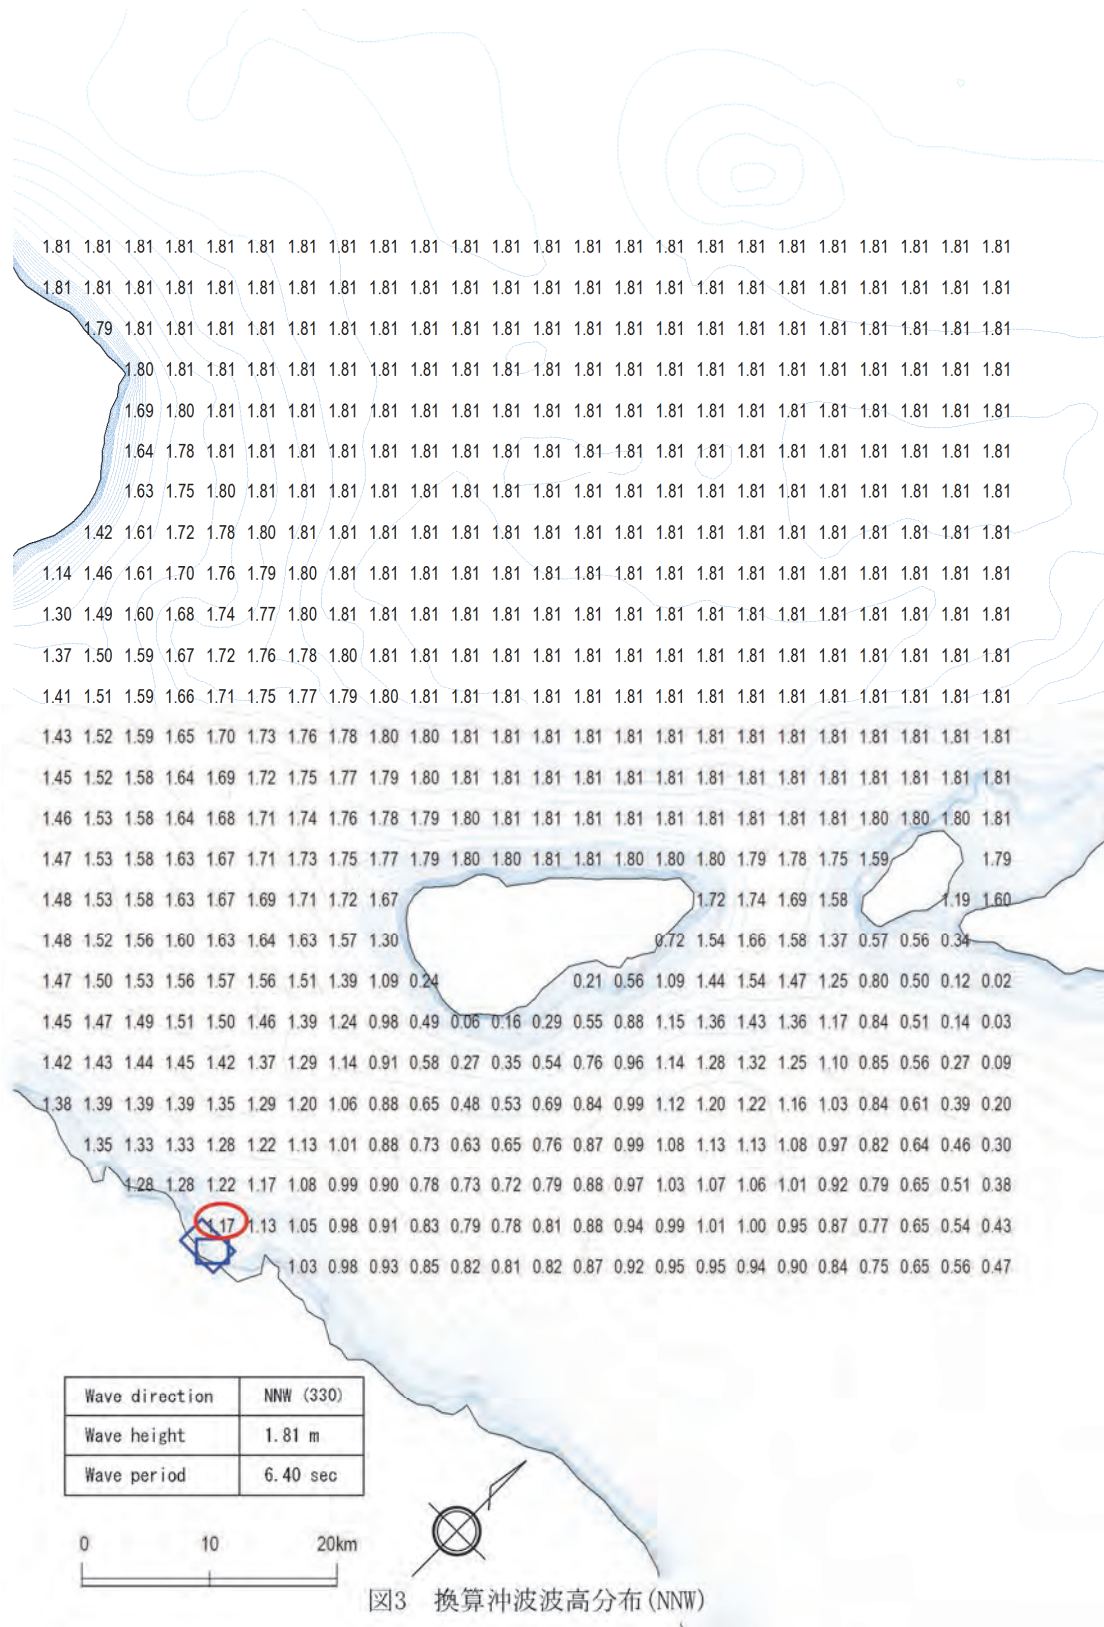 1.81 1.81 1.81 1.81 1.81 1.81 1.81 1.81 1.81 1.81 1.81 1.81 1.81 1.81 1.81 1.81 1.81 1.81 1.81 1.81 1.81 1.81 1.81 1.81
1.81 1.81 1.81 1.81 1.81 1.81 1.81 1.81 1.81 1.81 1.81 1.81 1.81 1.81 1.81 1.81 1.81 1.81 1.81 1.81 1.81 1.81 1.81 1.81
1.79 1.81 1.81 1.81 1.81 1.81 1.81 1.81 1.81 1.81 1.81 1.81 1.81 1.81 1.81 1.81 1.81 1.81 1.81 1.81 1.81 1.81 1.81
1.80 1.81 1.81 1.81 1.81 1.81 1.81 1.81 1.81 1.81 1.81 1.81 1.81 1.81 1.81 1.81 1.81 1.81 1.81 1.81 1.81 1.81
1.69 1.80 1.81 1.81 1.81 1.81 1.81 1.81 1.81 1.81 1.81 1.81 1.81 1.81 1.81 1.81 1.81 1.81 1.81 1.81 1.81 1.81
1.64 1.78 1.81 1.81 1.81 1.81 1.81 1.81 1.81 1.81 1.81 1.81 1.81 1.81 1.81 1.81 1.81 1.81 1.81 1.81 1.81 1.81
1.63 1.75 1.80 1.81 1.81 1.81 1.81 1.81 1.81 1.81 1.81 1.81 1.81 1.81 1.81 1.81 1.81 1.81 1.81 1.81 1.81 1.81
1.42 1.61 1.72 1.78 1.80 1.81 1.81 1.81 1.81 1.81 1.81 1.81 1.81 1.81 1.81 1.81 1.81 1.81 1.81 1.81 1.81 1.81 1.81
1.14 1.46 1.61 1.70 1.76 1.79 1.80 1.81 1.81 1.81 1.81 1.81 1.81 1.81 1.81 1.81 1.81 1.81 1.81 1.81 1.81 1.81 1.81 1.81
1.30 1.49 1.60 1.68 1.74 1.77 1.80 1.81 1.81 1.81 1.81 1.81 1.81 1.81 1.81 1.81 1.81 1.81 1.81 1.81 1.81 1.81 1.81 1.81
1.37 1.50 1.59 1.67 1.72 1.76 1.78 1.80 1.81 1.81 1.81 1.81 1.81 1.81 1.81 1.81 1.81 1.81 1.81 1.81 1.81 1.81 1.81 1.81
1.41 1.51 1.59 1.66 1.71 1.75 1.77 1.79 1.80 1.81 1.81 1.81 1.81 1.81 1.81 1.81 1.81 1.81 1.81 1.81 1.81 1.81 1.81 1.81
1.43 1.52 1.59 1.65 1.70 1.73 1.76 1.78 1.80 1.80 1.81 1.81 1.81 1.81 1.81 1.81 1.81 1.81 1.81 1.81 1.81 1.81 1.81 1.81
1.45 1.52 1.58 1.64 1.69 1.72 1.75 1.77 1.79 1.80 1.81 1.81 1.81 1.81 1.81 1.81 1.81 1.81 1.81 1.81 1.81 1.81 1.81 1.81
1.46 1.53 1.58 1.64 1.68 1.71 1.74 1.76 1.78 1.79 1.80 1.81 1.81 1.81 1.81 1.81 1.81 1.81 1.81 1.81 1.80 1.80 1.80 1.81
1.47 1.53 1.58 1.63 1.67 1.71 1.73 1.75 1.77 1.79 1.80 1.80 1.81 1.81 1.80 1.80 1.80 1.79 1.78 1.75 1.59 1.79
1.48 1.53 1.58 1.63 1.67 1.69 1.71 1.72 1.67 1.72 1.74 1.69 1.58 1.19 1.60
1.48 1.52 1.56 1.60 1.63 1.64 1.63 1.57 1.30 0.72 1.54 1.66 1.58 1.37 0.57 0.56 0.34
1.47 1.50 1.53 1.56 1.57 1.56 1.51 1.39 1.09 0.24 0.21 0.56 1.09 1.44 1.54 1.47 1.25 0.80 0.50 0.12 0.02
1.45 1.47 1.49 1.51 1.50 1.46 1.39 1.24 0.98 0.49 0.06 0.16 0.29 0.55 0.88 1.15 1.36 1.43 1.36 1.17 0.84 0.51 0.14 0.03
1.42 1.43 1.44 1.45 1.42 1.37 1.29 1.14 0.91 0.58 0.27 0.35 0.54 0.76 0.96 1.14 1.28 1.32 1.25 1.10 0.85 0.56 0.27 0.09
1.38 1.39 1.39 1.39 1.35 1.29 1.20 1.06 0.88 0.65 0.48 0.53 0.69 0.84 0.99 1.12 1.20 1.22 1.16 1.03 0.84 0.61 0.39 0.20
1.35 1.33 1.33 1.28 1.22 1.13 1.01 0.88 0.73 0.63 0.65 0.76 0.87 0.99 1.08 1.13 1.13 1.08 0.97 0.82 0.64 0.46 0.30
1.28 1.28 1.22 1.17 1.08 0.99 0.90 0.78 0.73 0.72 0.79 0.88 0.97 1.03 1.07 1.06 1.01 0.92 0.79 0.65 0.51 0.38
1.17 1.13 1.05 0.98 0.91 0.83 0.79 0.78 0.81 0.88 0.94 0.99 1.01 1.00 0.95 0.87 0.77 0.65 0.54 0.43
1.03 0.98 0.93 0.85 0.82 0.81 0.82 0.87 0.92 0.95 0.95 0.94 0.90 0.84 0.75 0.65 0.56 0.47
Wave direction NNW (330)
Wave height 1.81 m
Wave period 6.40 sec
0 10 20km
図3 換算沖波波高分布(NNW)